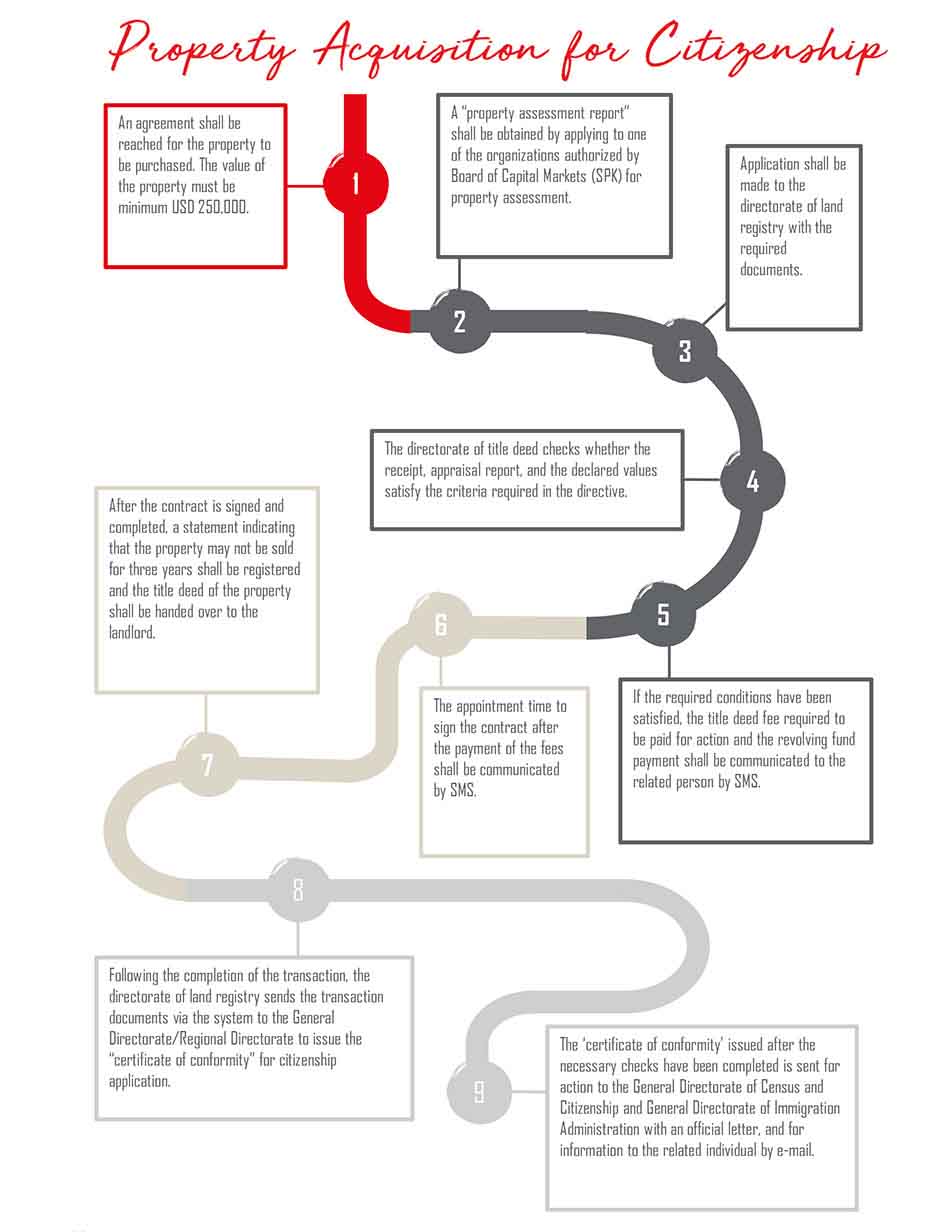 Property Acquisition for Citizenship
An agreement shall be
reached for the property to
be purchased. The value of
the property must be
minimum USD 250,000.
1
A "property assessment report"
shall be obtained by applying to one
of the organizations authorized by
Board of Capital Markets (SPK) for
property assessment.
2
Application shall be
made to the
directorate of land
registry with the
required
documents.
3
The directorate of title deed checks whether the
receipt, appraisal report, and the declared values
satisfy the criteria required in the directive.
4
5
If the required conditions have been
satisfied, the title deed fee required to
be paid for action and the revolving fund
payment shall be communicated to the
related person by SMS.
6
The appointment time to
sign the contract after
the payment of the fees
shall be communicated
by SMS.
After the contract is signed and
completed, a statement indicating
that the property may not be sold
for three years shall be registered
and the title deed of the property
shall be handed over to the
landlord.
7
8
Following the completion of the transaction, the
directorate of land registry sends the transaction
documents via the system to the General
Directorate/Regional Directorate to issue the
"certificate of conformity" for citizenship
application.
9
The 'certificate of conformity' issued after the
necessary checks have been completed is sent for
action to the General Directorate of Census and
Citizenship and General Directorate of Immigration
Administration with an official letter, and for
information to the related individual by e-mail.